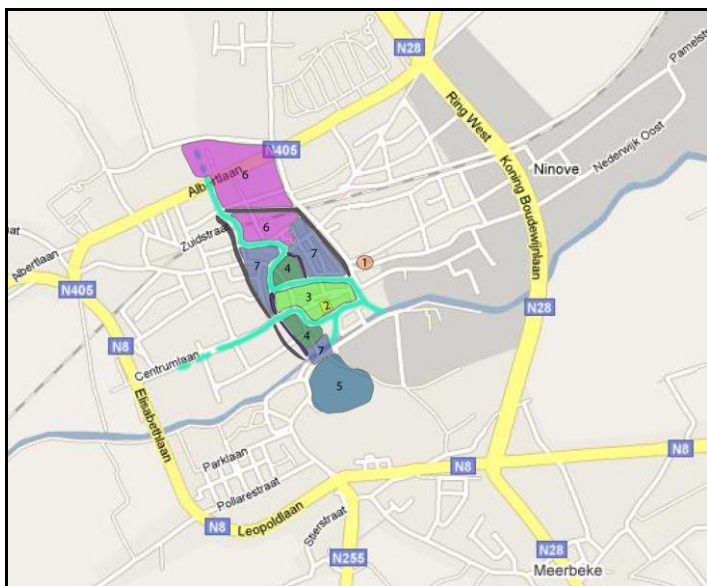 N28
Pamelst
Ring West
N405
Albertlaan
6
Ninove
Nederwijk Oost
Koning Boudewijnlaan
Zuidstraat
6
7
1
aat
Albertlaan
7
4
3
2
N405
N28
N8
4
7
Centrumlaan
5
Elisabethlaan
Parklaan
N8
N8
Pollarestraat
N8
Leopoldlaan
Stierstraat
N28
N255
Meerbeke